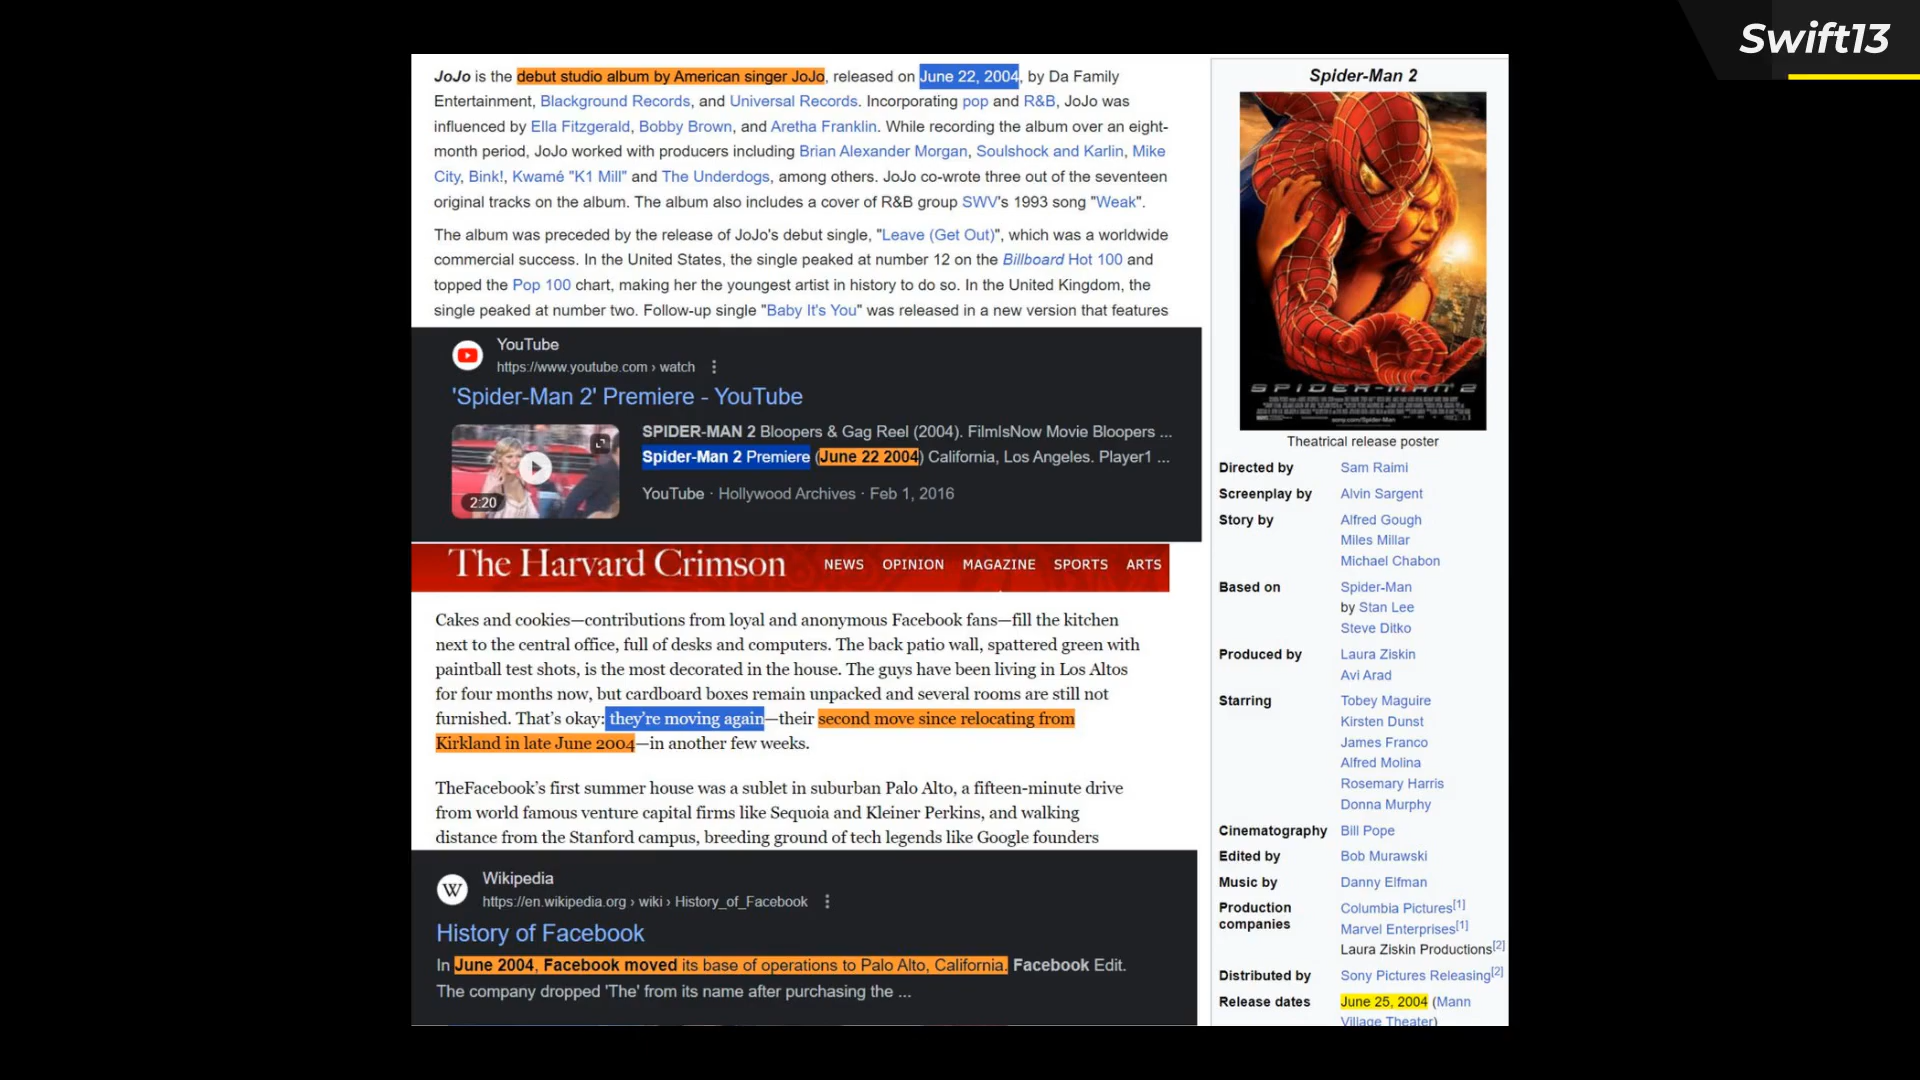 Swift13
JoJo is the debut studio album by American singer JoJo, released on June 22, 2004, by Da Family
Entertainment, Blackground Records, and Universal Records. Incorporating pop and R&B, JoJo was
influenced by Ella Fitzgerald, Bobby Brown, and Aretha Franklin. While recording the album over an eight-
month period, JoJo worked with producers including Brian Alexander Morgan, Soulshock and Karlin, Mike
City, Bink!, Kwamé "K1 Mill" and The Underdogs, among others. JoJo co-wrote three out of the seventeen
original tracks on the album. The album also includes a cover of R&B group SWV's 1993 song "Weak".
The album was preceded by the release of JoJo's debut single, "Leave (Get Out)", which was a worldwide
commercial success. In the United States, the single peaked at number 12 on the Billboard Hot 100 and
topped the Pop 100 chart, making her the youngest artist in history to do so. In the United Kingdom, the
single peaked at number two. Follow-up single "Baby It's You" was released in a new version that features
YouTube
https://www.youtube.com › watch
'Spider-Man 2' Premiere - YouTube
SPIDER-MAN 2 Bloopers & Gag Reel (2004). FilmIsNow Movie Bloopers ...
Spider-Man 2 Premiere (June 22 2004) California, Los Angeles. Player1 ...
2:20
YouTube · Hollywood Archives · Feb 1, 2016
The Harvard Crimson NEWS OPINION MAGAZINE SPORTS ARTS
Cakes and cookies—contributions from loyal and anonymous Facebook fans—fill the kitchen
next to the central office, full of desks and computers. The back patio wall, spattered green with
paintball test shots, is the most decorated in the house. The guys have been living in Los Altos
for four months now, but cardboard boxes remain unpacked and several rooms are still not
furnished. That's okay: they're moving again—their second move since relocating from
Kirkland in late June 2004—in another few weeks.
TheFacebook's first summer house was a sublet in suburban Palo Alto, a fifteen-minute drive
from world famous venture capital firms like Sequoia and Kleiner Perkins, and walking
distance from the Stanford campus, breeding ground of tech legends like Google founders
W
Wikipedia
https://en.wikipedia.org › wiki › History_of_Facebook
History of Facebook
In June 2004, Facebook moved its base of operations to Palo Alto, California. Facebook Edit.
The company dropped 'The' from its name after purchasing the ...
Spider-Man 2
SPIDER-MAN 2
Theatrical release poster
Directed by Sam Raimi
Screenplay by Alvin Sargent
Story by Alfred Gough
Miles Millar
Michael Chabon
Based on Spider-Man
by Stan Lee
Steve Ditko
Produced by Laura Ziskin
Avi Arad
Starring Tobey Maguire
Kirsten Dunst
James Franco
Alfred Molina
Rosemary Harris
Donna Murphy
Cinematography Bill Pope
Edited by Bob Murawski
Music by Danny Elfman
Production Columbia Pictures[1]
companies Marvel Enterprises[1]
Laura Ziskin Productions[2]
Distributed by Sony Pictures Releasing[2]
Release dates June 25, 2004 (Mann
Village Theater)